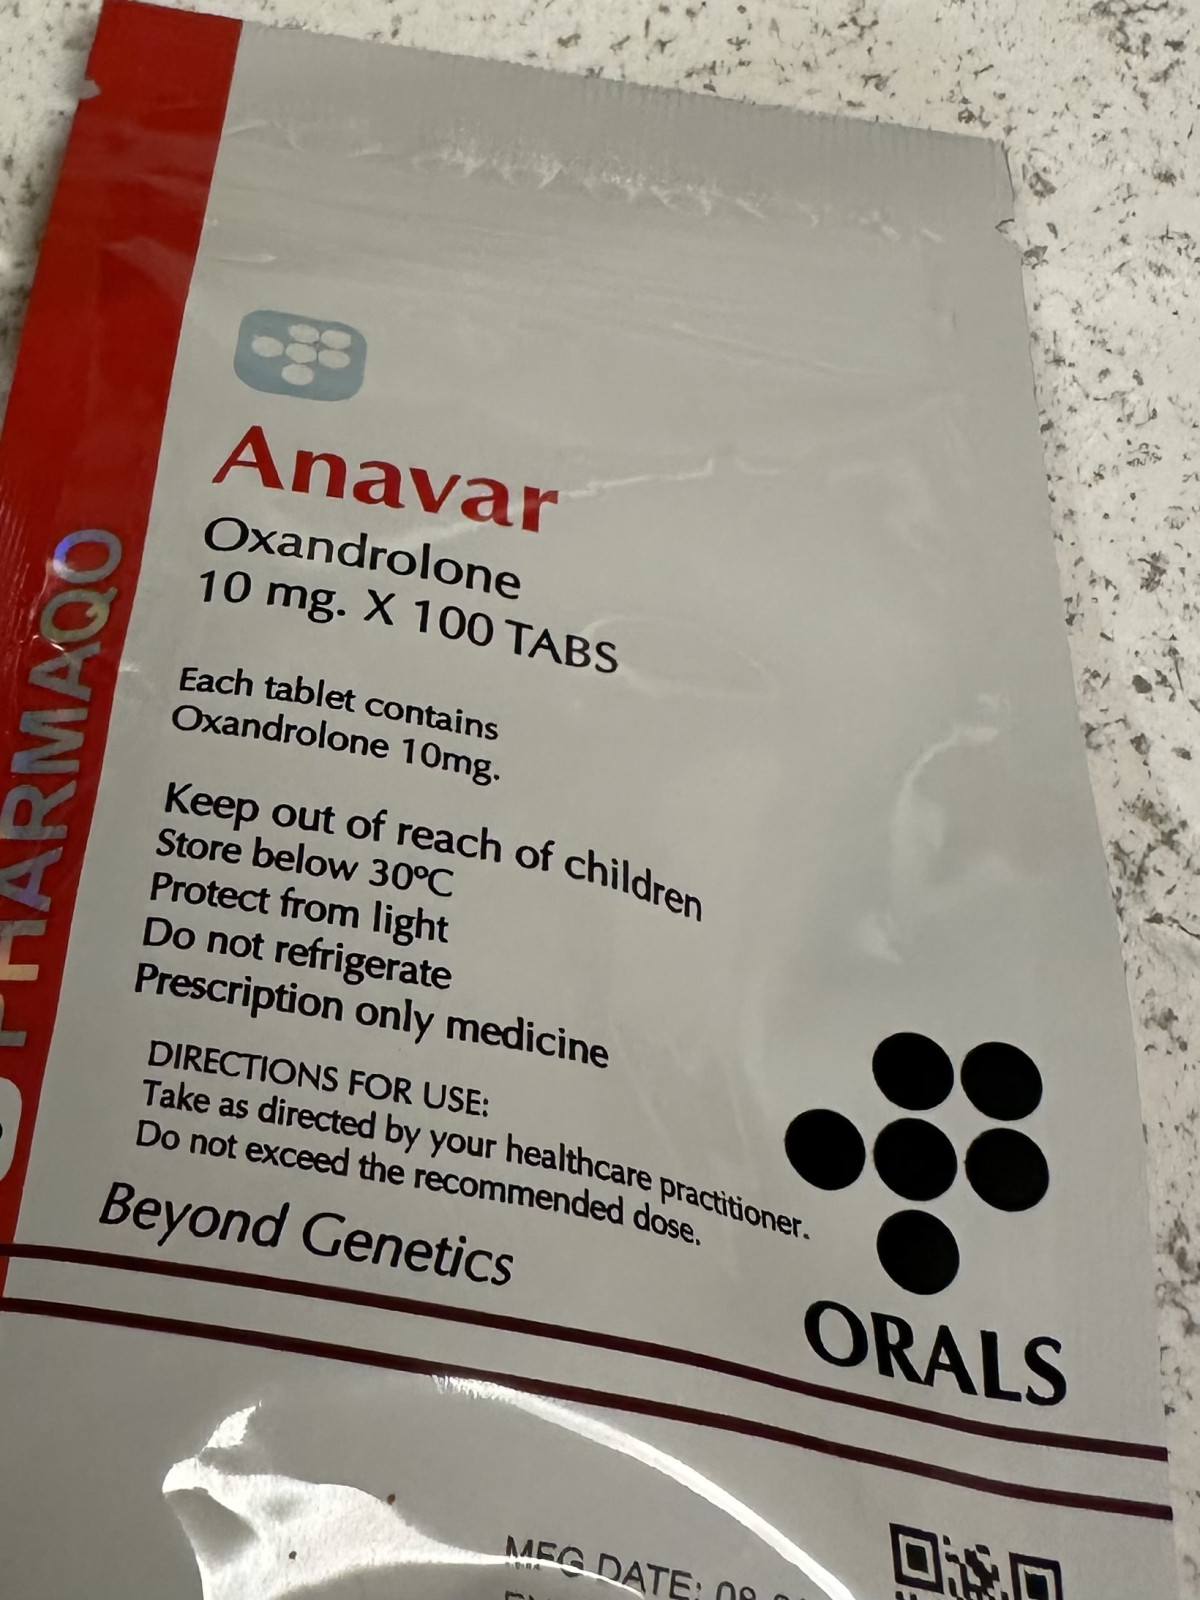 PHARMAQO
Anavar
Oxandrolone
10 mg. X 100 TABS
Each tablet contains
Oxandrolone 10mg.
Keep out of reach of children
Store below 30ºC
Protect from light
Do not refrigerate
Prescription only medicine
DIRECTIONS FOR USE:
Take as directed by your healthcare practitioner.
Do not exceed the recommended dose.
Beyond Genetics
ORALS
MFG DATE: